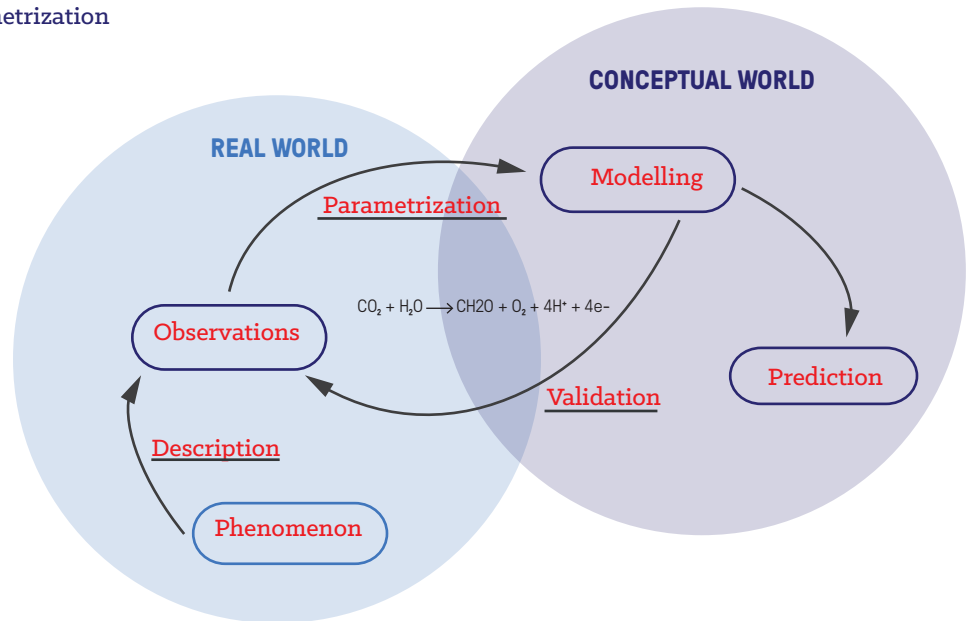 etrization
CONCEPTUAL WORLD
REAL WORLD
Modelling
Parametrization
CO₂ + H₂O ⟶ CH2O + O₂ + 4H⁺ + 4e-
Observations
Prediction
Validation
Description
Phenomenon